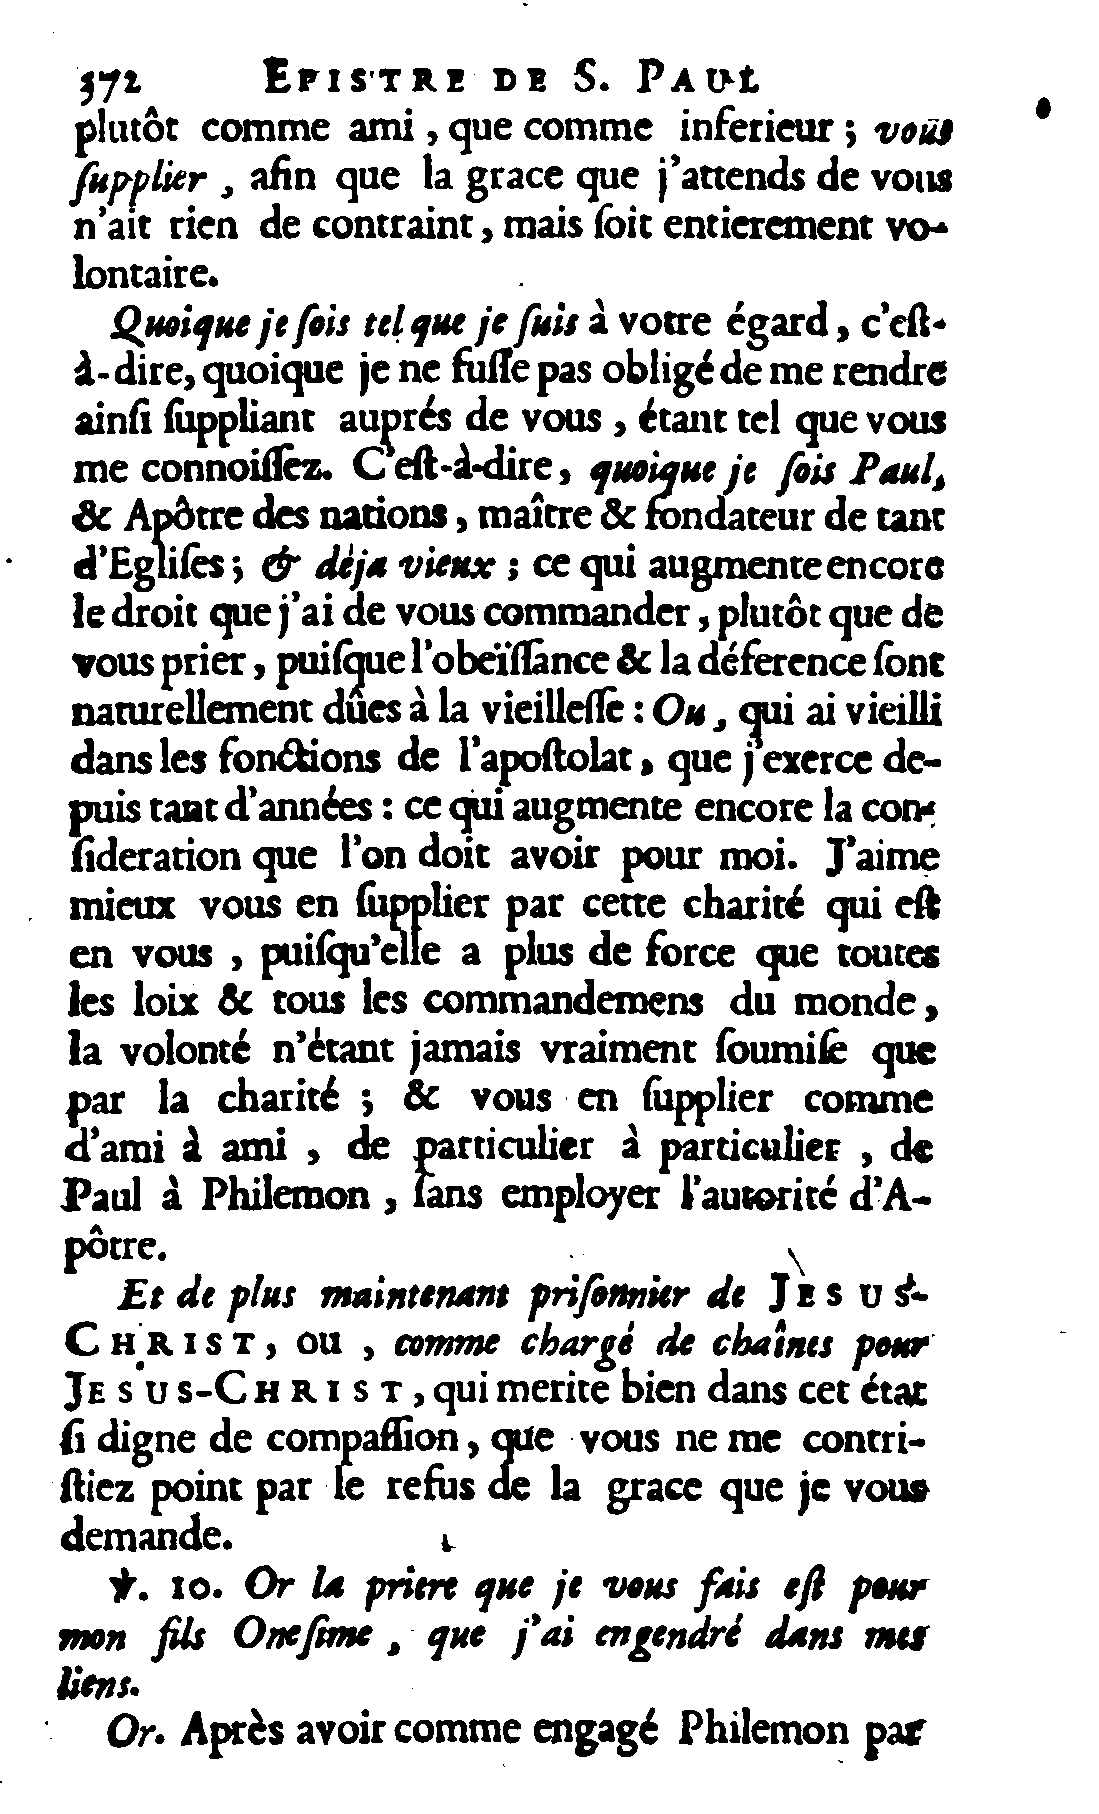 372 EPISTRE DE S. PAUL
plutôt comme ami, que comme inferieur; vous
ſupplier, afin que la grace que j'attends de vous
n'ait rien de contraint, mais ſoit entierement vo-
lontaire.
Quoique je ſois tel que je ſuis à votre égard, c'eſt-
à-dire, quoique je ne fuſſe pas obligé de me rendre
ainſi ſuppliant auprés de vous, étant tel que vous
me connoiſſez. C'eſt-à-dire, quoique je ſois Paul,
& Apôtre des nations, maître & fondateur de tant
d'Egliſes; & déja vieux; ce qui augmente encore
le droit que j'ai de vous commander, plutôt que de
vous prier, puiſque l'obeïſſance & la déference ſont
naturellement dûes à la vieilleſſe: Ou, qui ai vieilli
dans les fonctions de l'apoſtolat, que j'exerce de-
puis tant d'années: ce qui augmente encore la con-
ſideration que l'on doit avoir pour moi. J'aime
mieux vous en ſupplier par cette charité qui eſt
en vous, puiſqu'elle a plus de force que toutes
les loix & tous les commandemens du monde,
la volonté n'étant jamais vraiment ſoumiſe que
par la charité; & vous en ſupplier comme
d'ami à ami, de particulier à particulier, de
Paul à Philemon, ſans employer l'autorité d'A-
pôtre.
Et de plus maintenant priſonnier de JESUS-
CHRIST, ou, comme chargé de chaînes pour
JESUS-CHRIST, qui merite bien dans cet état
ſi digne de compaſſion, que vous ne me contri-
ſtiez point par le refus de la grace que je vous
demande.
℣. 10. Or la priere que je vous fais eſt pour
mon fils Oneſime, que j'ai engendré dans mes
liens.
Or. Après avoir comme engagé Philemon par